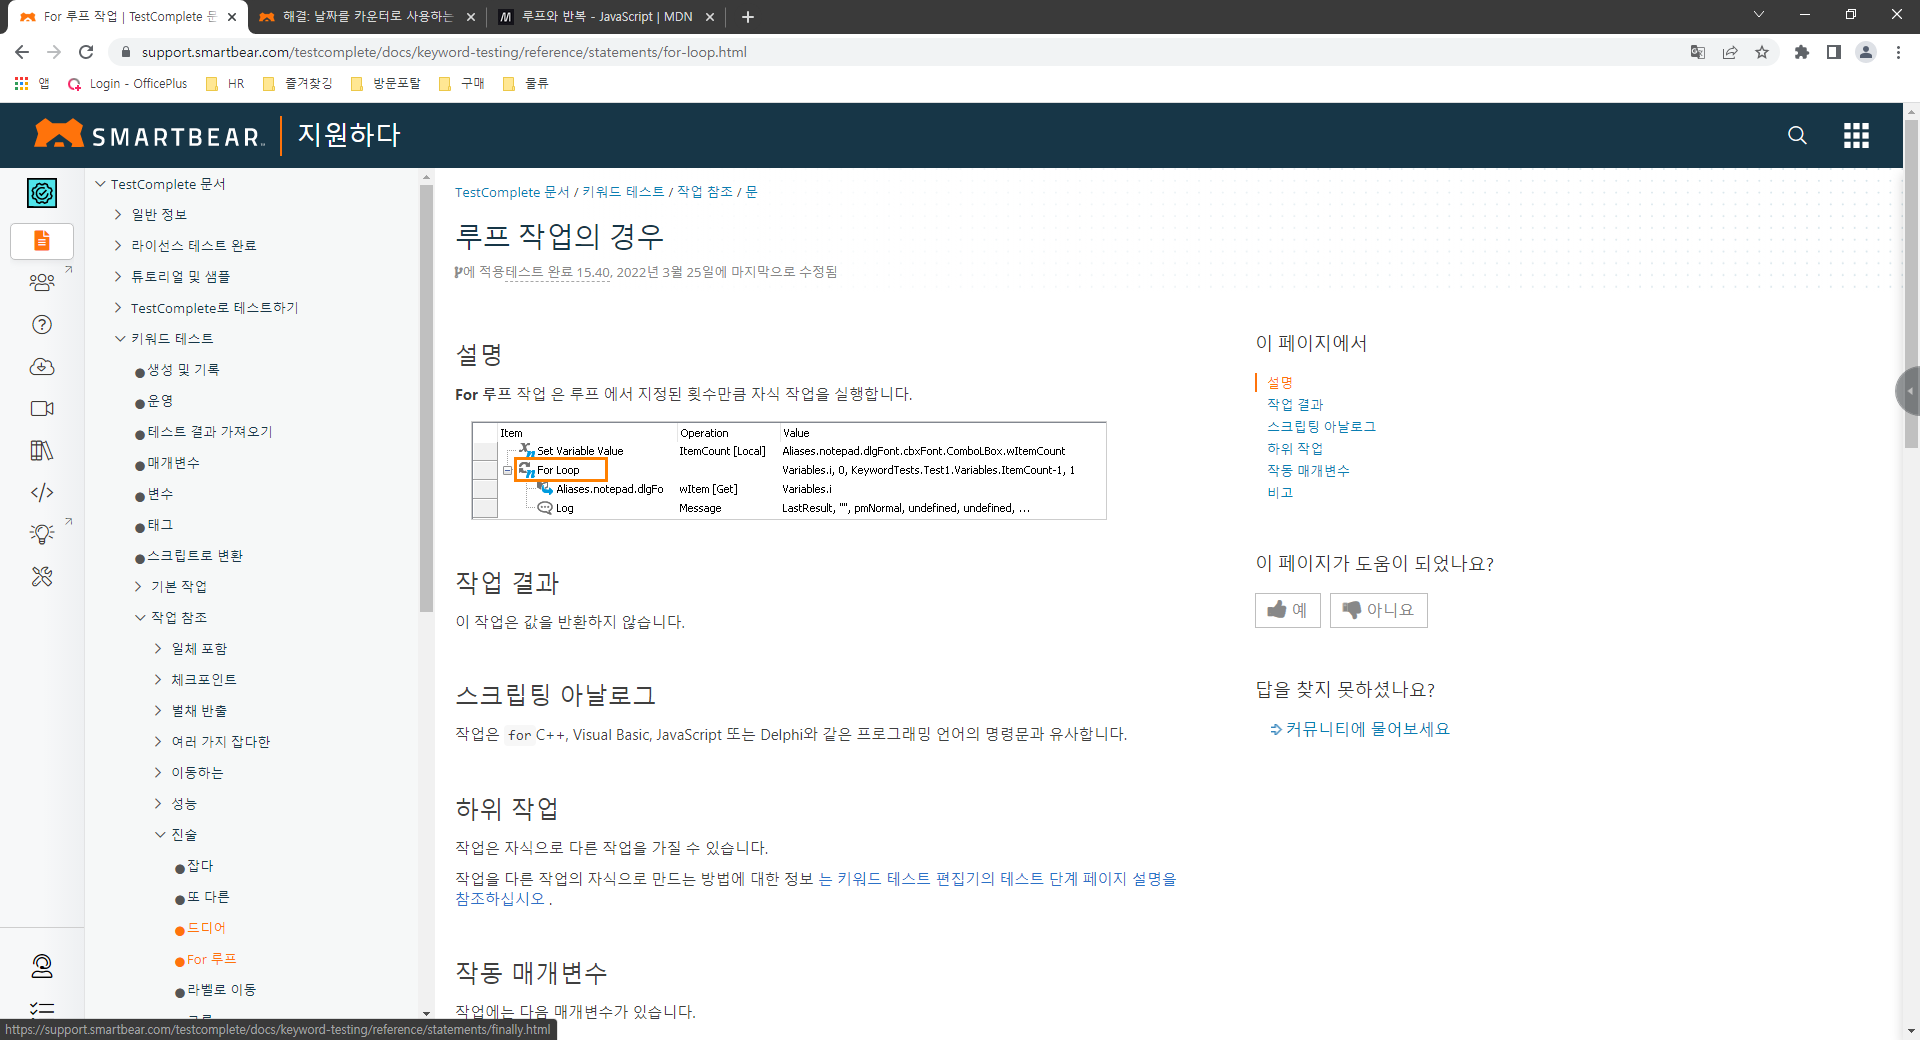 For 루프 작업 | TestComplete 문
해결: 날짜를 카운터로 사용하는
루프와 반복 - JavaScript | MDN
support.smartbear.com/testcomplete/docs/keyword-testing/reference/statements/for-loop.html
앱
Login - OfficePlus
HR
즐겨찾깅
방문포탈
구매
물류
SMARTBEAR
지원하다
TestComplete 문서
일반 정보
라이선스 테스트 완료
튜토리얼 및 샘플
TestComplete로 테스트하기
키워드 테스트
생성 및 기록
운영
테스트 결과 가져오기
매개변수
변수
태그
스크립트로 변환
기본 작업
작업 참조
일체 포함
체크포인트
벌채 반출
여러 가지 잡다한
이동하는
성능
진술
잡다
또 다른
드디어
For 루프
라벨로 이동
TestComplete 문서 / 키워드 테스트 / 작업 참조 / 문
루프 작업의 경우
에 적용테스트 완료 15.40, 2022년 3월 25일에 마지막으로 수정됨
설명
For 루프 작업 은 루프 에서 지정된 횟수만큼 자식 작업을 실행합니다.
Item Operation Value
Set Variable Value ItemCount [Local] Aliases.notepad.dlgFont.cbxFont.ComboBox.wItemCount
For Loop Variables.i, 0, KeywordTests.Test1.Variables.ItemCount-1, 1
Aliases.notepad.dlgFo wItem [Get] Variables.i
Log Message LastResult, "", pmNormal, undefined, undefined, ...
작업 결과
이 작업은 값을 반환하지 않습니다.
스크립팅 아날로그
작업은 for C++, Visual Basic, JavaScript 또는 Delphi와 같은 프로그래밍 언어의 명령문과 유사합니다.
하위 작업
작업은 자식으로 다른 작업을 가질 수 있습니다.
작업을 다른 작업의 자식으로 만드는 방법에 대한 정보 는 키워드 테스트 편집기의 테스트 단계 페이지 설명을
참조하십시오 .
작동 매개변수
작업에는 다음 매개변수가 있습니다.
이 페이지에서
설명
작업 결과
스크립팅 아날로그
하위 작업
작동 매개변수
비고
이 페이지가 도움이 되었나요?
예
아니요
답을 찾지 못하셨나요?
커뮤니티에 물어보세요
https://support.smartbear.com/testcomplete/docs/keyword-testing/reference/statements/finally.html